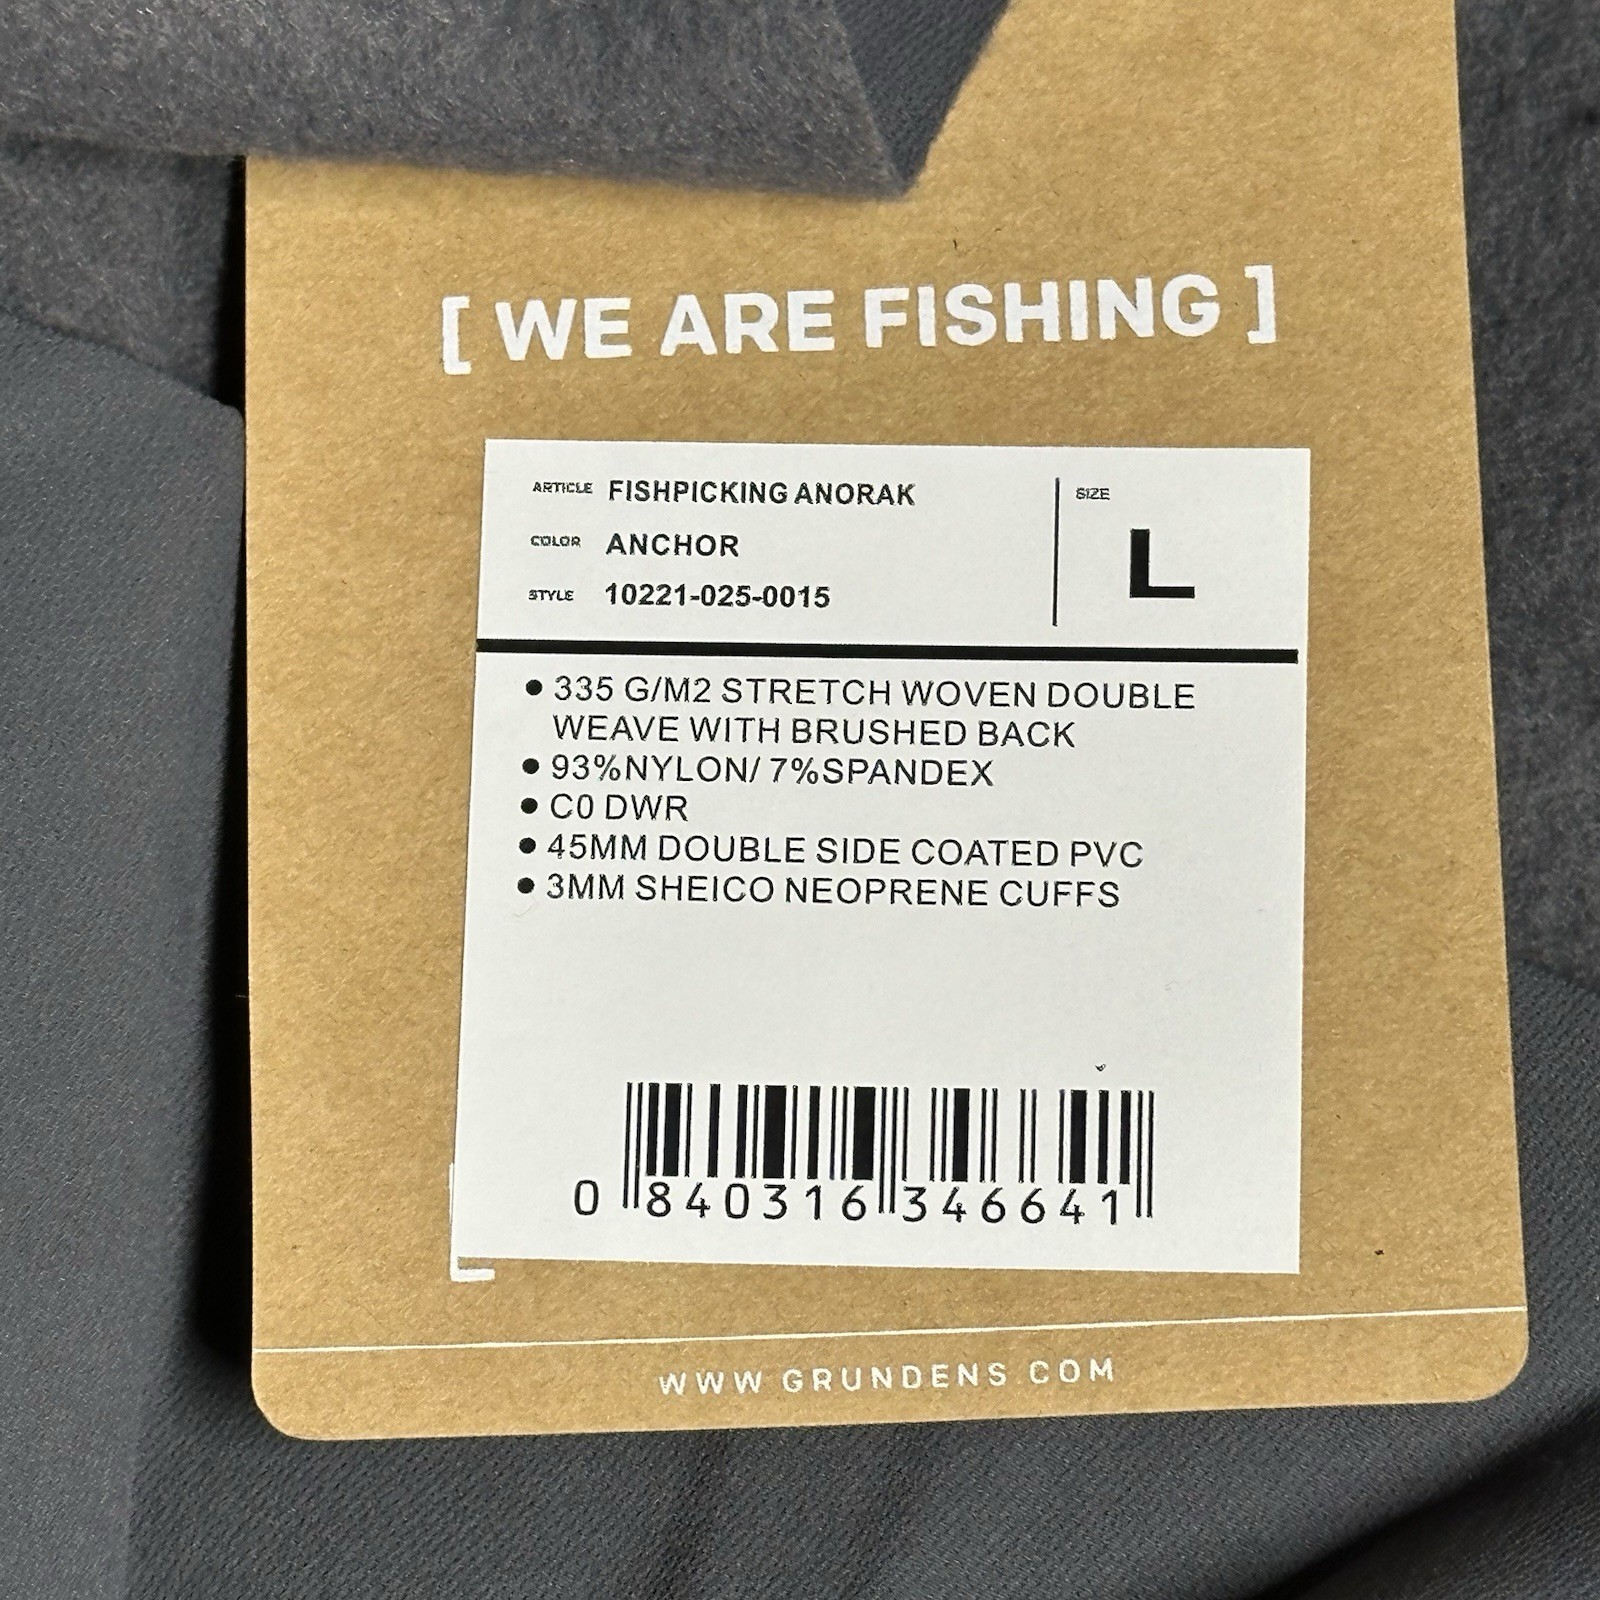 [ WE ARE FISHING ]
ARTICLE FISHPICKING ANORAK
COLOR ANCHOR
STYLE 10221-025-0015
SIZE
L
● 335 G/M2 STRETCH WOVEN DOUBLE
WEAVE WITH BRUSHED BACK
● 93%NYLON/ 7%SPANDEX
● C0 DWR
● 45MM DOUBLE SIDE COATED PVC
● 3MM SHEICO NEOPRENE CUFFS
0 840316 346641
WWW.GRUNDENS.COM